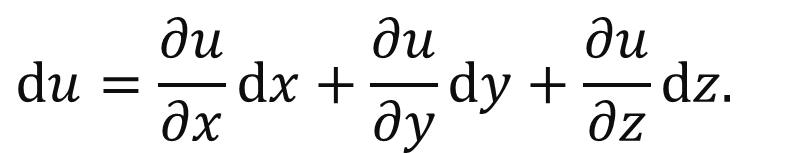 du = ∂u/∂x dx + ∂u/∂y dy + ∂u/∂z dz.